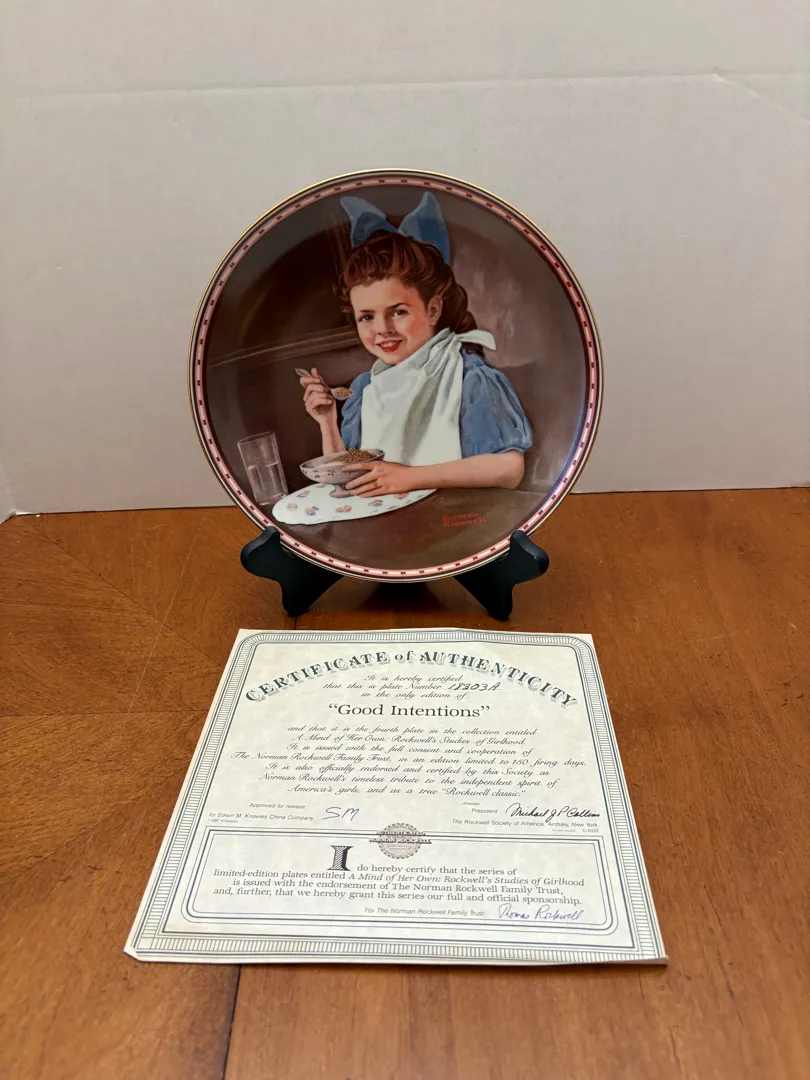 Norman
Rockwell
CERTIFICATE of AUTHENTICITY
It is hereby certified
that this is plate Number 18203A
in the only edition of
“Good Intentions”
and that it is the fourth plate in the collection entitled
A Mind of Her Own: Rockwell's Studies of Girlhood.
It is issued with the full consent and cooperation of
The Norman Rockwell Family Trust, in an edition limited to 150 firing days.
It is also officially endorsed and certified by this Society as
Norman Rockwell's timeless tribute to the independent spirit of
America's girls, and as a true “Rockwell classic.”
Approved for release
for Edwin M. Knowles China Company SM
©1987 Knowles
President
The Rockwell Society of America, Ardsley, New York
I do hereby certify that the series of
limited-edition plates entitled A Mind of Her Own: Rockwell's Studies of Girlhood
is issued with the endorsement of The Norman Rockwell Family Trust,
and, further, that we hereby grant this series our full and official sponsorship.
For The Norman Rockwell Family Trust: Thomas Rockwell